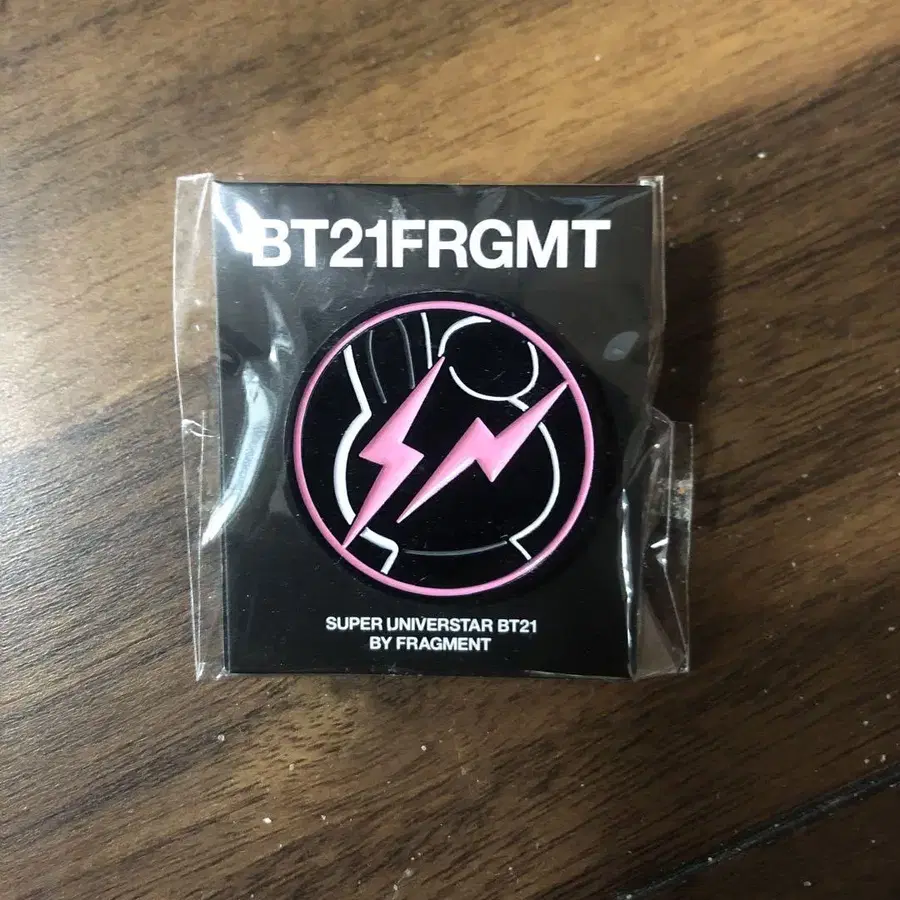 BT21FRGMT
SUPER UNIVERSTAR BT21
BY FRAGMENT